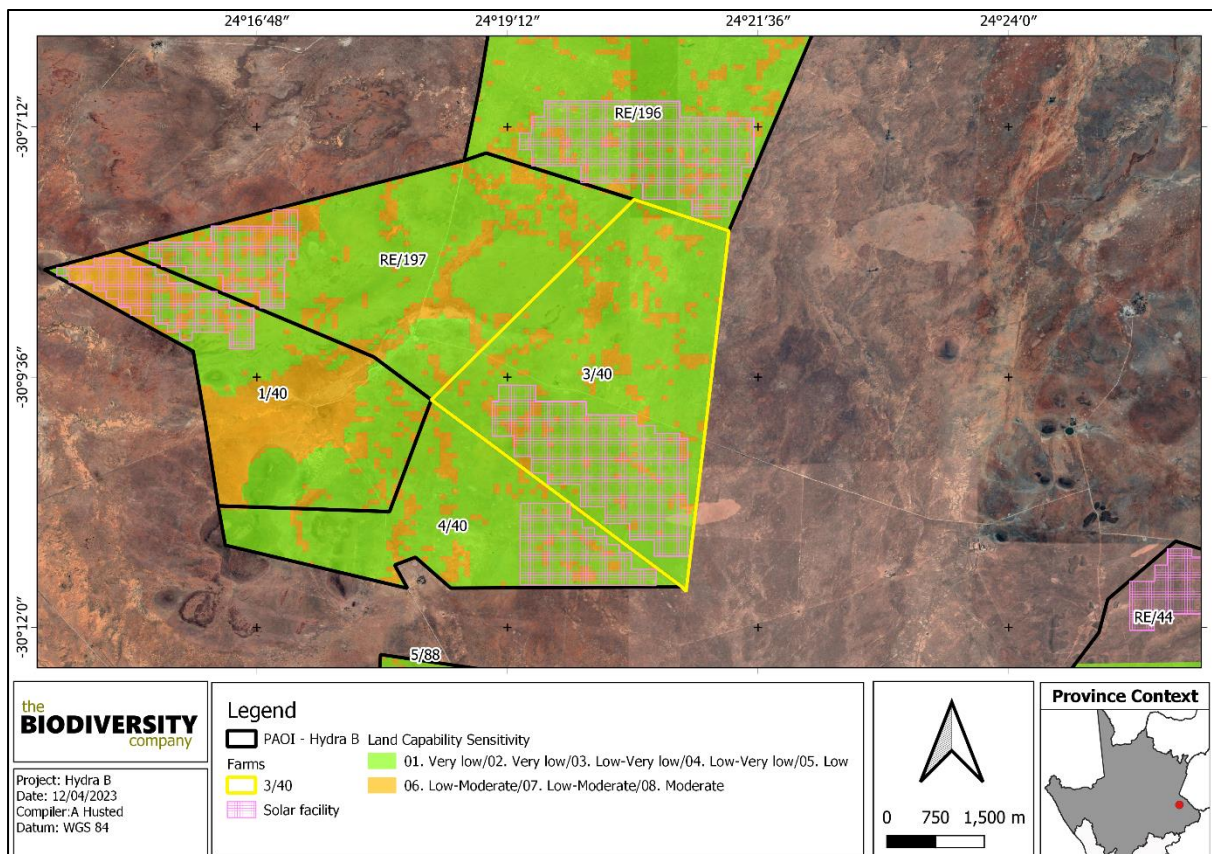 24°16′48″ 24°19′12″ 24°21′36″ 24°24′0″
-30°7′12″
-30°9′36″
-30°12′0″
RE/196
RE/197
3/40
1/40
4/40
RE/44
5/88
the
BIODIVERSITY
company
Project: Hydra B
Date: 12/04/2023
Compiler:A Husted
Datum: WGS 84
Legend
PAOI - Hydra B
Farms
3/40
Solar facility
Land Capability Sensitivity
01. Very low/02. Very low/03. Low-Very low/04. Low-Very low/05. Low
06. Low-Moderate/07. Low-Moderate/08. Moderate
0 750 1,500 m
Province Context